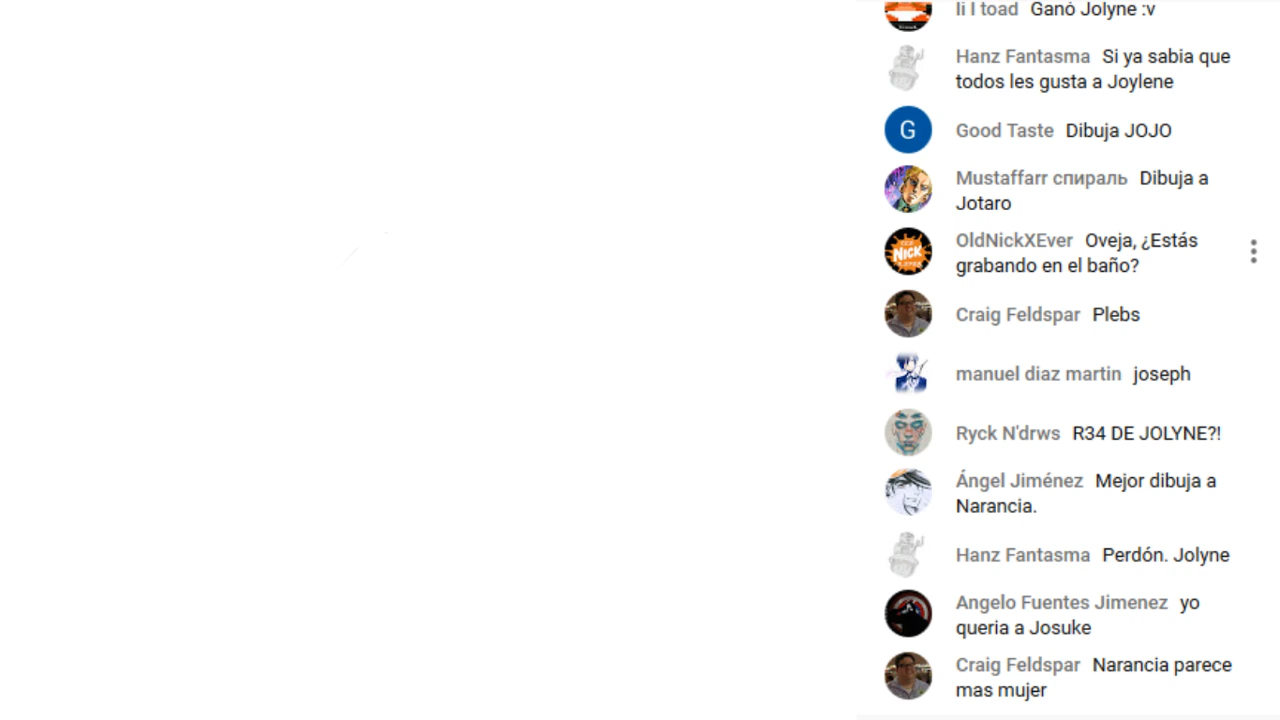 li l toad Ganó Jolyne :v
Hanz Fantasma Si ya sabia que
todos les gusta a Joylene
G
Good Taste Dibuja JOJO
Mustaffarr спираль Dibuja a
Jotaro
OldNickXEver Oveja, ¿Estás
grabando en el baño?
NICK
Craig Feldspar Plebs
manuel diaz martin joseph
Ryck N'drws R34 DE JOLYNE?!
Ángel Jiménez Mejor dibuja a
Narancia.
Hanz Fantasma Perdón. Jolyne
Angelo Fuentes Jimenez yo
queria a Josuke
Craig Feldspar Narancia parece
mas mujer